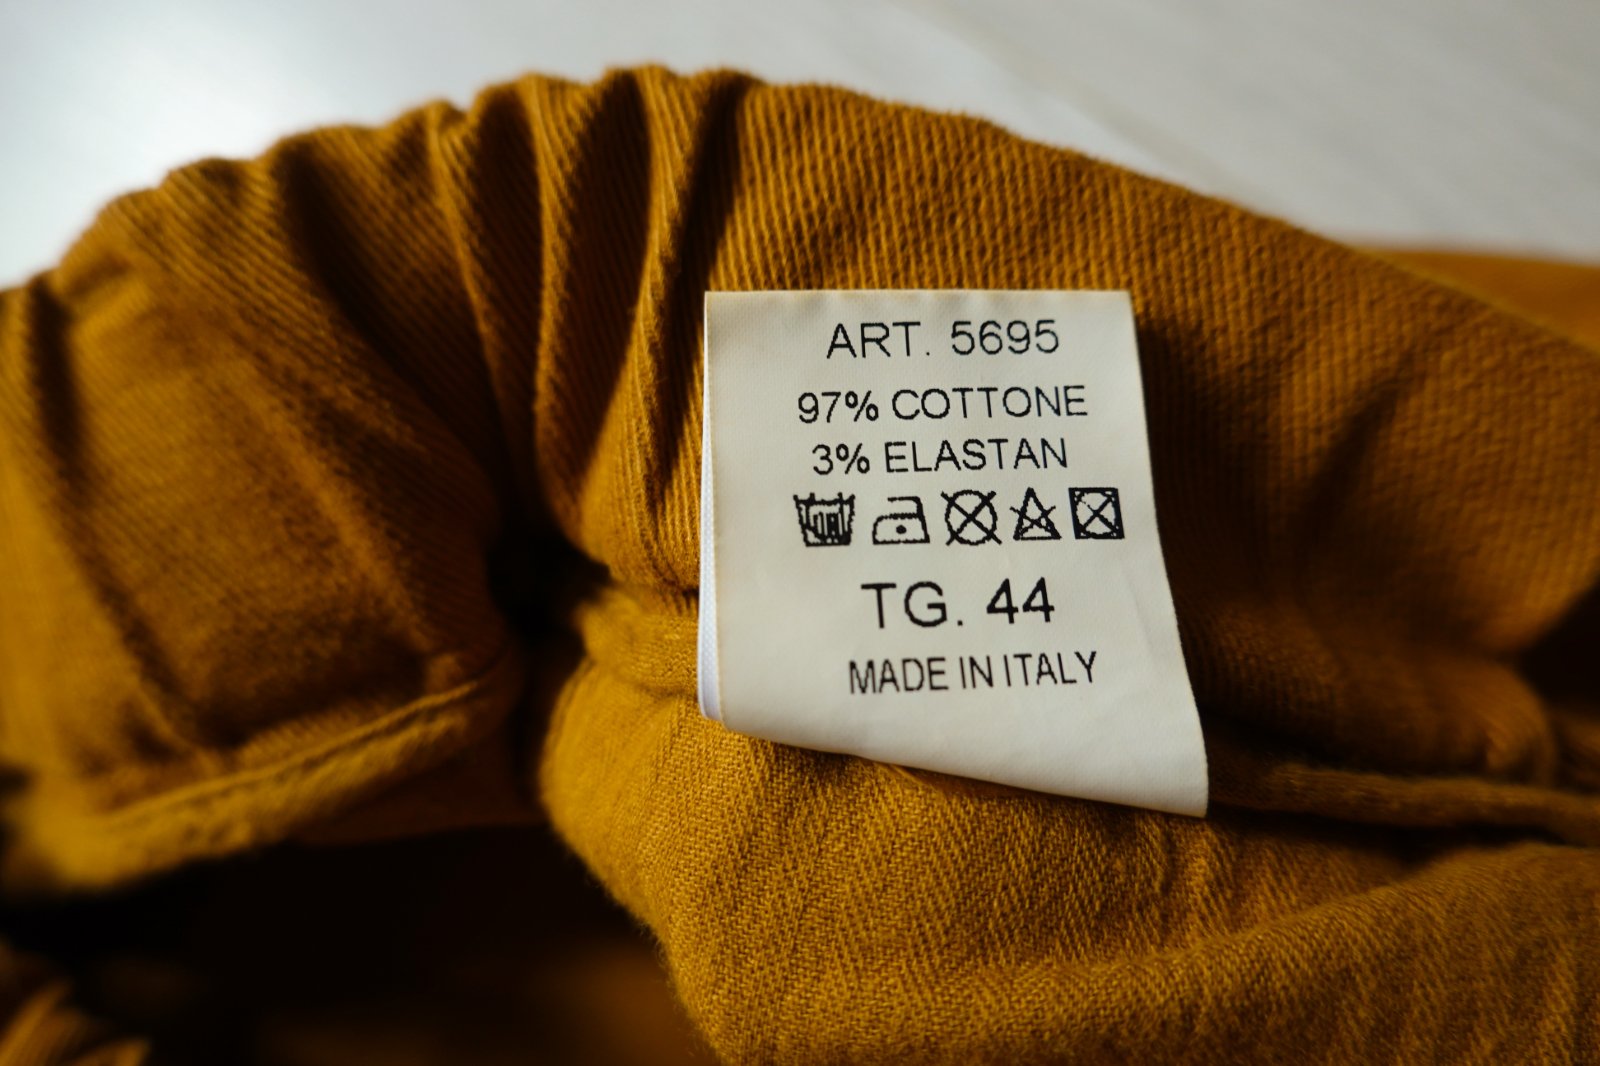 ART. 5695
97% COTTONE
3% ELASTAN
TG. 44
MADE IN ITALY